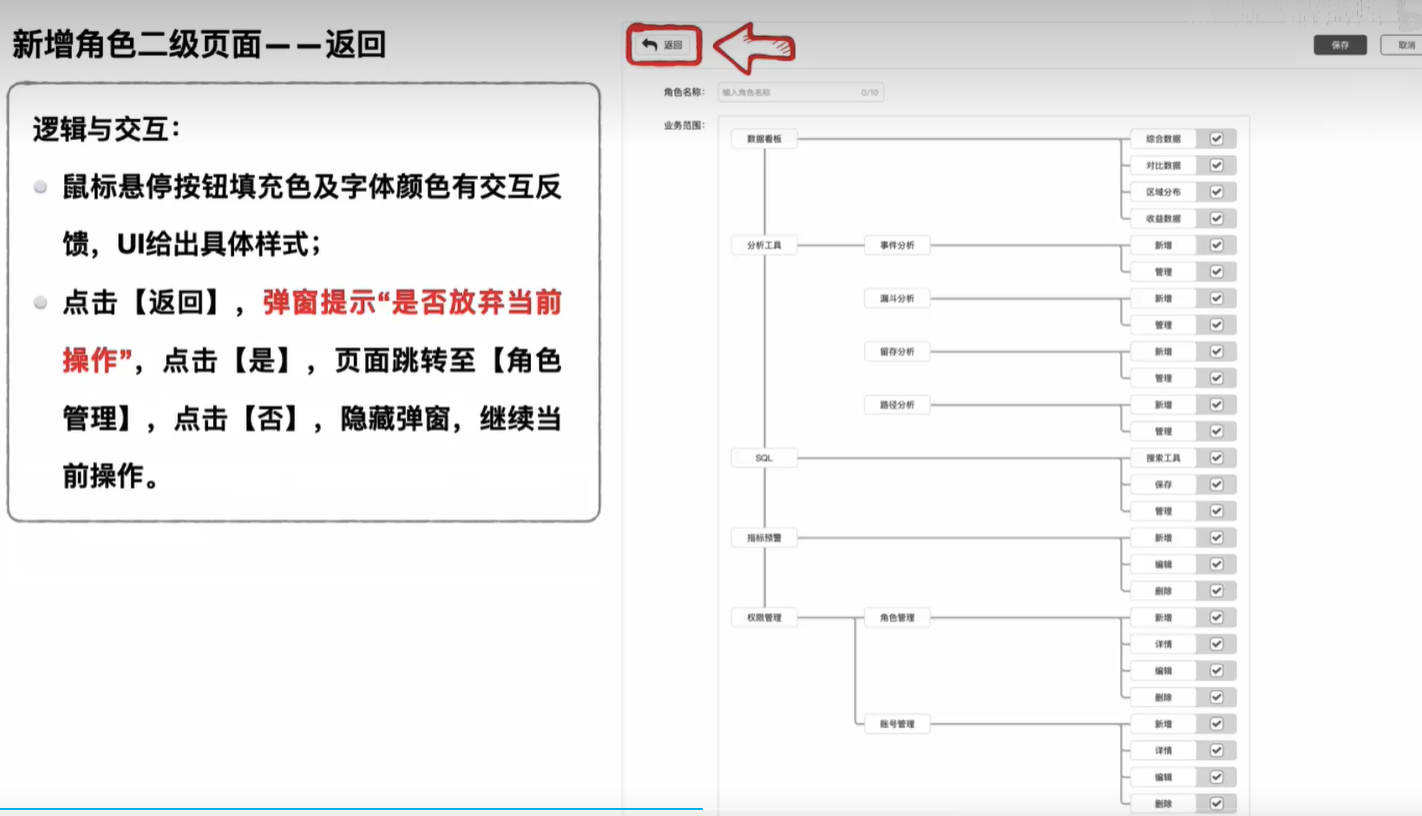 新增角色二级页面——返回
逻辑与交互：
鼠标悬停按钮填充色及字体颜色有交互反
馈，UI给出具体样式；
点击【返回】，弹窗提示“是否放弃当前
操作”，点击【是】，页面跳转至【角色
管理】，点击【否】，隐藏弹窗，继续当
前操作。
返回
保存
取消
角色名称：
输入角色名称 0/10
业务范围：
数据看板
综合数据
对比数据
区域分布
收益数据
分析工具
事件分析
新增
管理
漏斗分析
新增
管理
留存分析
新增
管理
路径分析
新增
管理
SQL
搜索工具
保存
管理
指标预警
新增
编辑
删除
权限管理
角色管理
新增
详情
编辑
删除
账号管理
新增
详情
编辑
删除